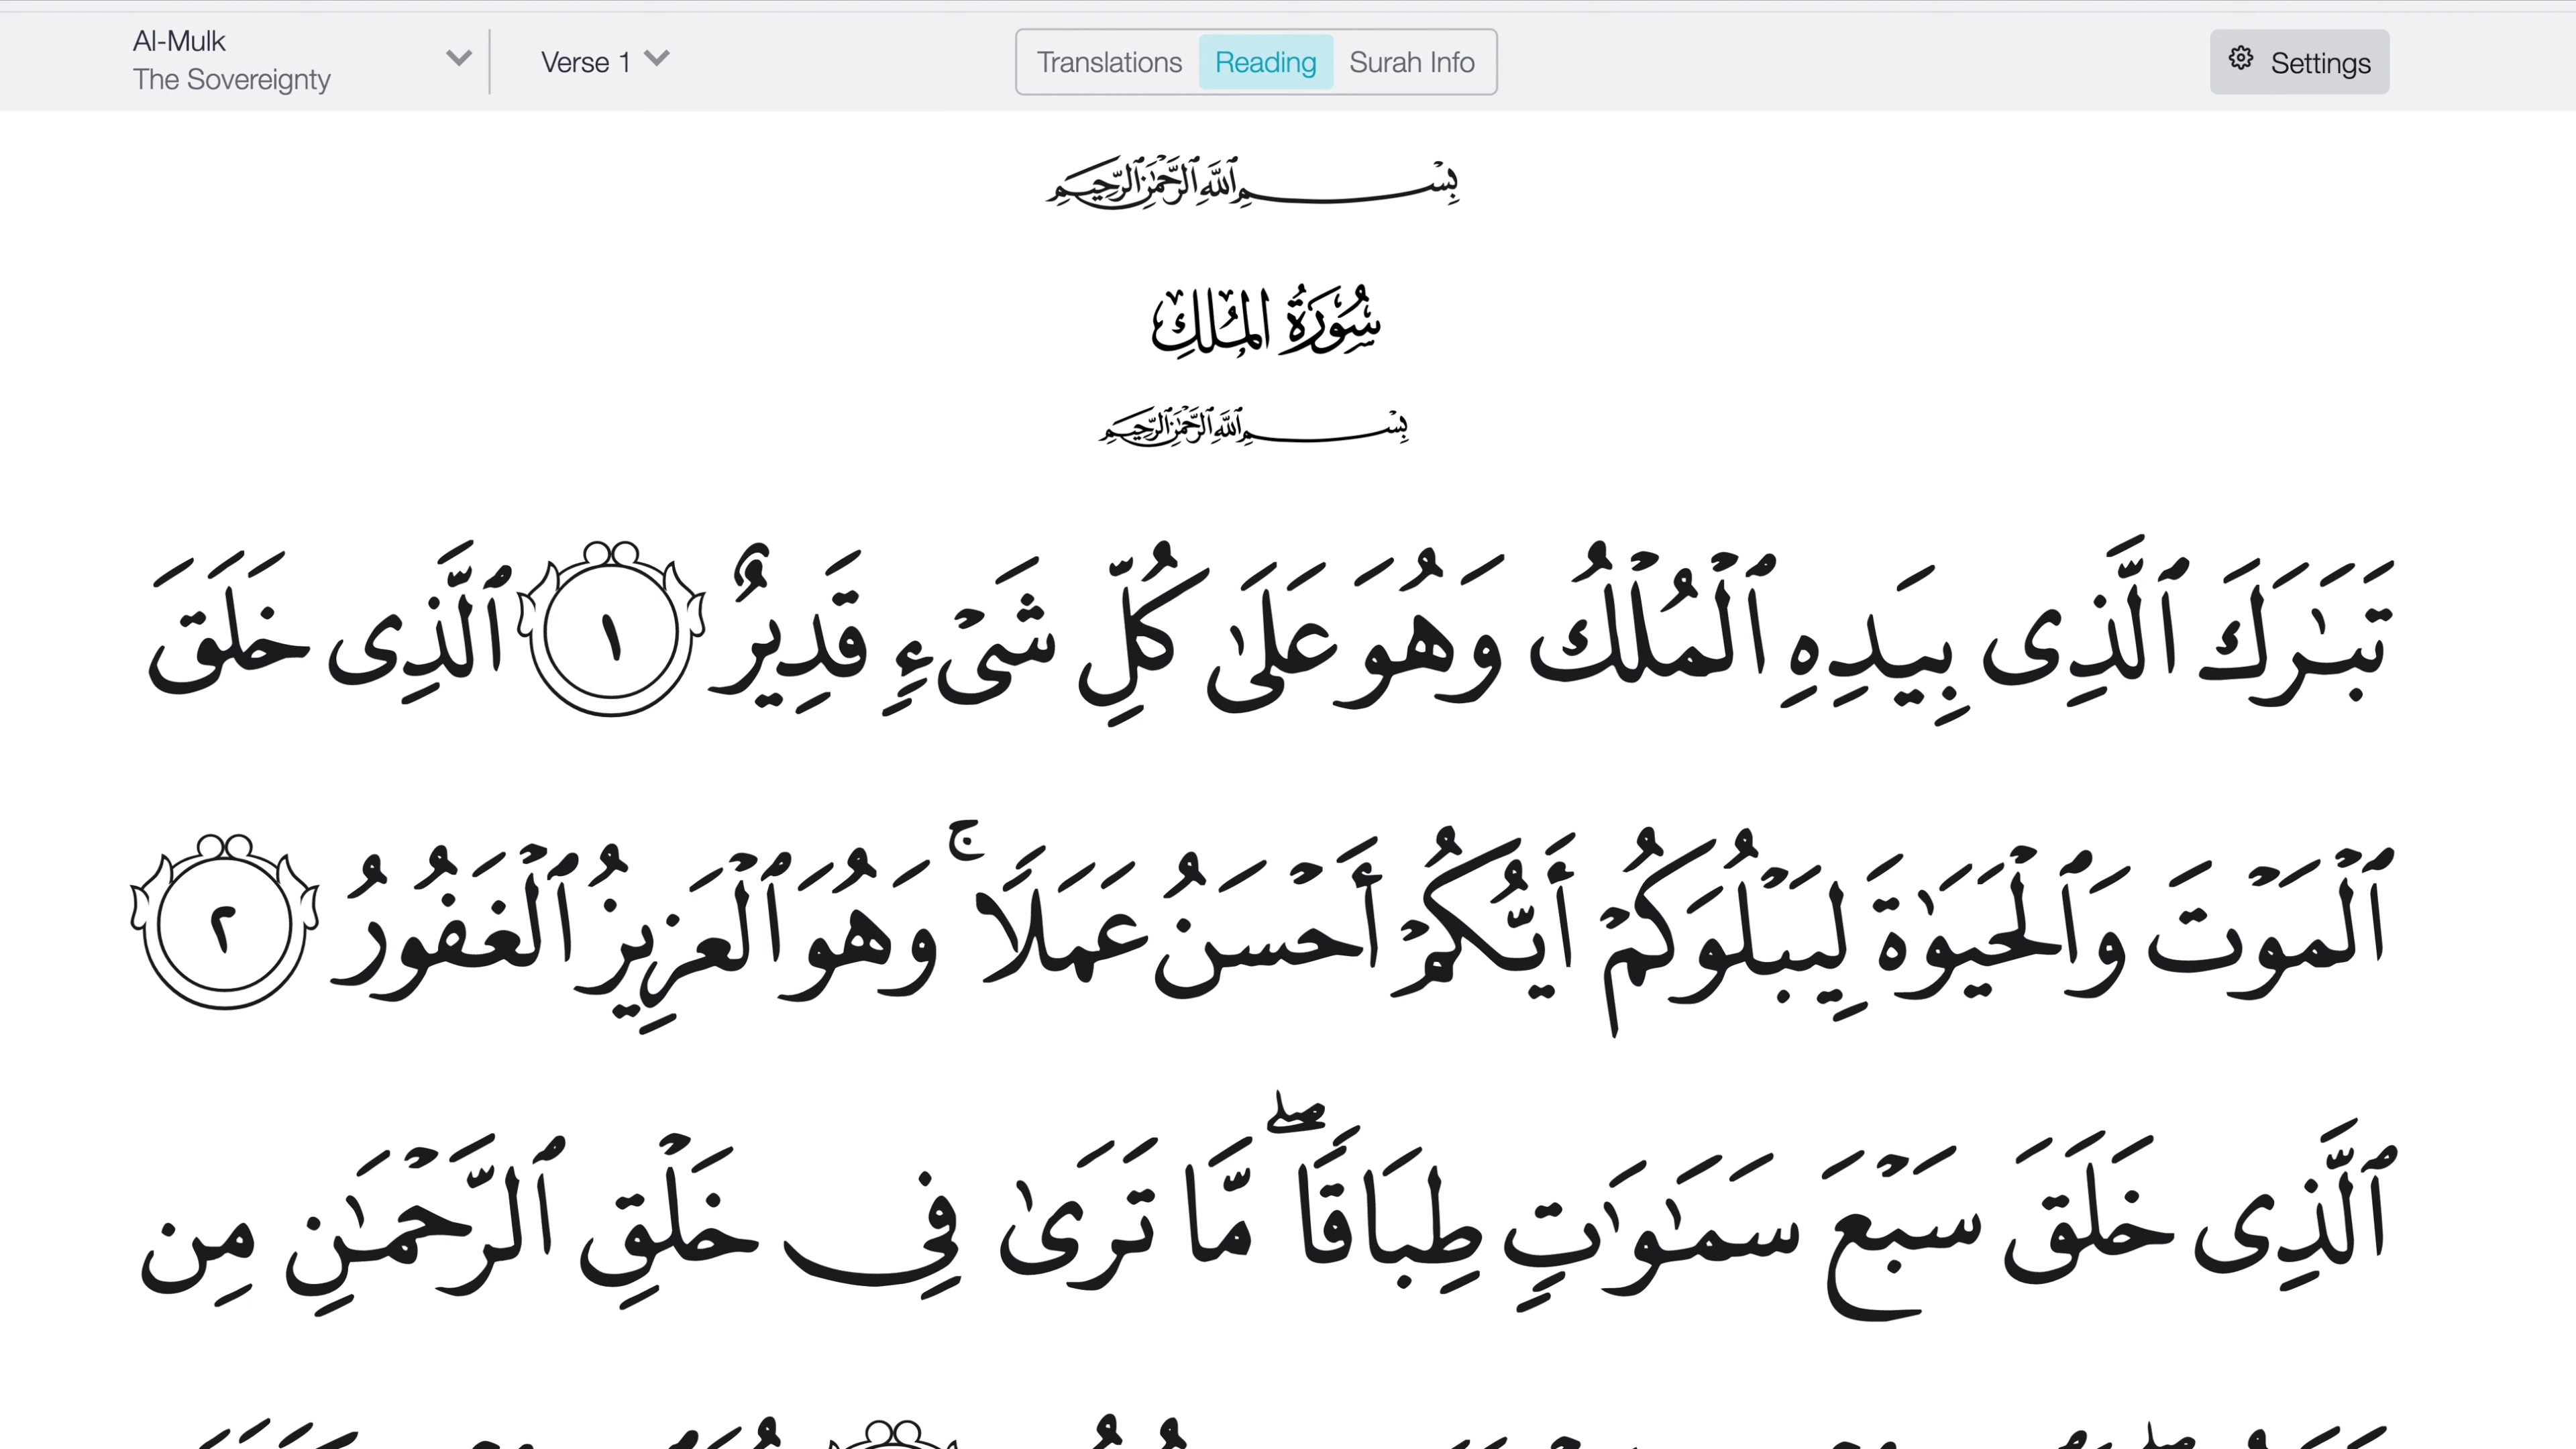 Al-Mulk
The Sovereignty
Verse 1
Translations Reading Surah Info
Settings
بِسْمِ ٱللَّهِ ٱلرَّحْمَـٰنِ ٱلرَّحِيمِ
سُورَةُ المُلكِ
بِسْمِ ٱللَّهِ ٱلرَّحْمَـٰنِ ٱلرَّحِيمِ
تَبَـٰرَكَ ٱلَّذِى بِيَدِهِ ٱلْمُلْكُ وَهُوَ عَلَىٰ كُلِّ شَىْءٍ قَدِيرٌ ١ ٱلَّذِى خَلَقَ
ٱلْمَوْتَ وَٱلْحَيَوٰةَ لِيَبْلُوَكُمْ أَيُّكُمْ أَحْسَنُ عَمَلًا ۚ وَهُوَ ٱلْعَزِيزُ ٱلْغَفُورُ ٢
ٱلَّذِى خَلَقَ سَبْعَ سَمَـٰوَٰتٍ طِبَاقًا ۖ مَّا تَرَىٰ فِى خَلْقِ ٱلرَّحْمَـٰنِ مِن